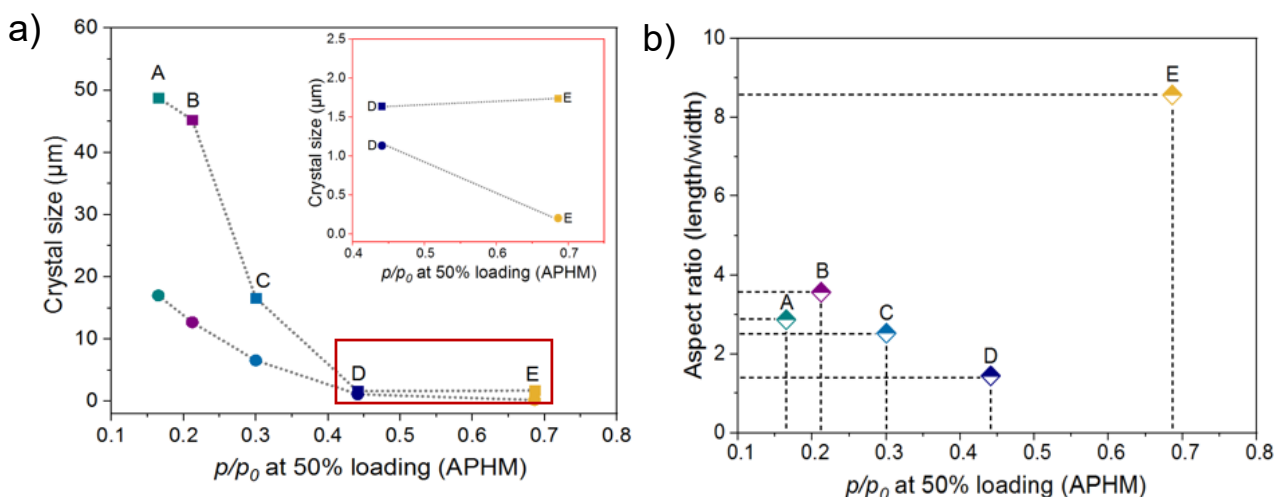 a)
60
50
40
30
20
10
0
Crystal size (µm)
A
B
C
D
E
0.1 0.2 0.3 0.4 0.5 0.6 0.7 0.8
p/p0 at 50% loading (APHM)
2.5
2.0
1.5
1.0
0.5
0.0
Crystal size (µm)
D
E
D
E
0.4 0.5 0.6 0.7
p/p0 at 50% loading (APHM)
b)
10
8
6
4
2
0
Aspect ratio (length/width)
A
B
C
D
E
0.1 0.2 0.3 0.4 0.5 0.6 0.7 0.8
p/p0 at 50% loading (APHM)